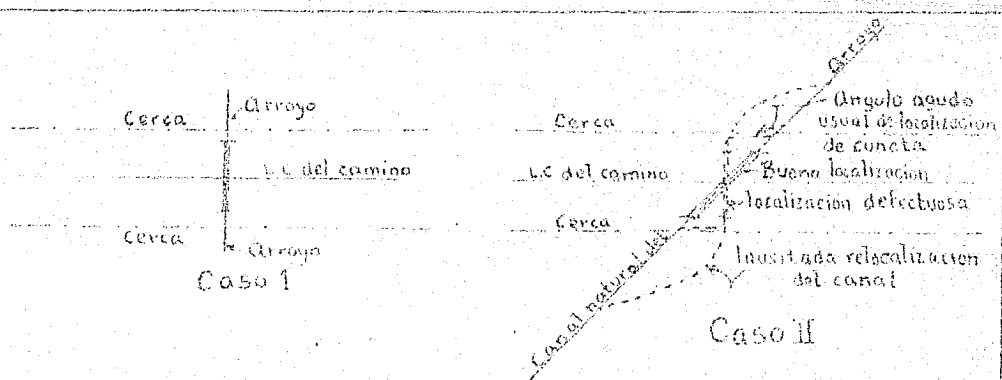 Arroyo
Cerca
L.C del camino
Cerca
Arroyo
Caso I
Cerca
L.C del camino
Cerca
Canal natural del Arroyo
Angulo agudo
usual de localización
de cuneta
Buena localización
localización defectuosa
Inusitada relocalización
del canal
Caso II